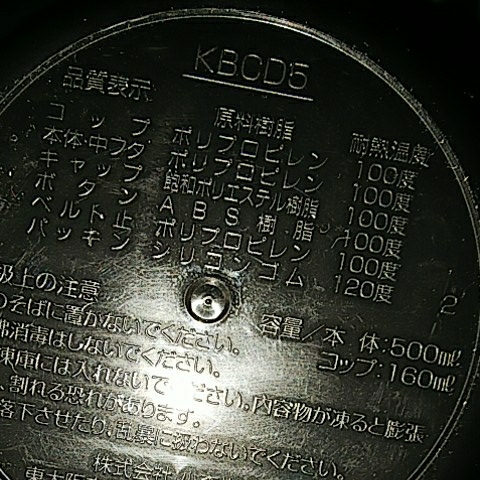 KBCD5
品質表示
原料樹脂 耐熱温度
コップ ポリプロピレン 100度
本体・中フタ ポリプロピレン 100度
キャップ 飽和ポリエステル樹脂 100度
ボタン ABS樹脂 100度
ベルト止 ポリプロピレン 100度
パッキン シリコンゴム 120度
2
容量/本体:500㎖
コップ:160㎖
扱上の注意
のそばに置かないでください。
消毒はしないでください。
凍庫には入れないでください。内容物が凍ると膨張
割れる恐れがあります。
落下させたり、乱暴に扱わないでください。
株式会社
東大阪